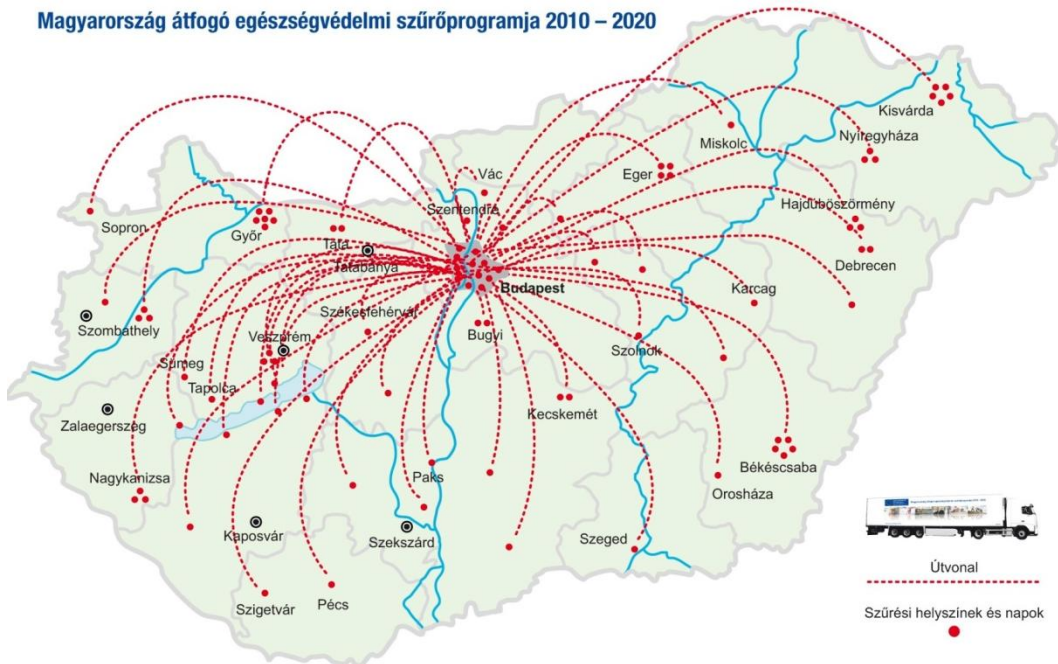 Magyarország átfogó egészségvédelmi szűrőprogramja 2010 – 2020
Kisvárda
Miskolc
Nyíregyháza
Vác
Eger
Szentendre
Hajdúböszörmény
Sopron
Győr
Tata
Tatabánya
Debrecen
Budapest
Karcag
Székesfehérvár
Szombathely
Veszprém
Bugyi
Szolnok
Sümeg
Tapolca
Kecskemét
Zalaegerszeg
Nagykanizsa
Paks
Békéscsaba
Orosháza
Kaposvár
Szekszárd
Szeged
Szigetvár
Pécs
Útvonal
Szűrési helyszínek és napok